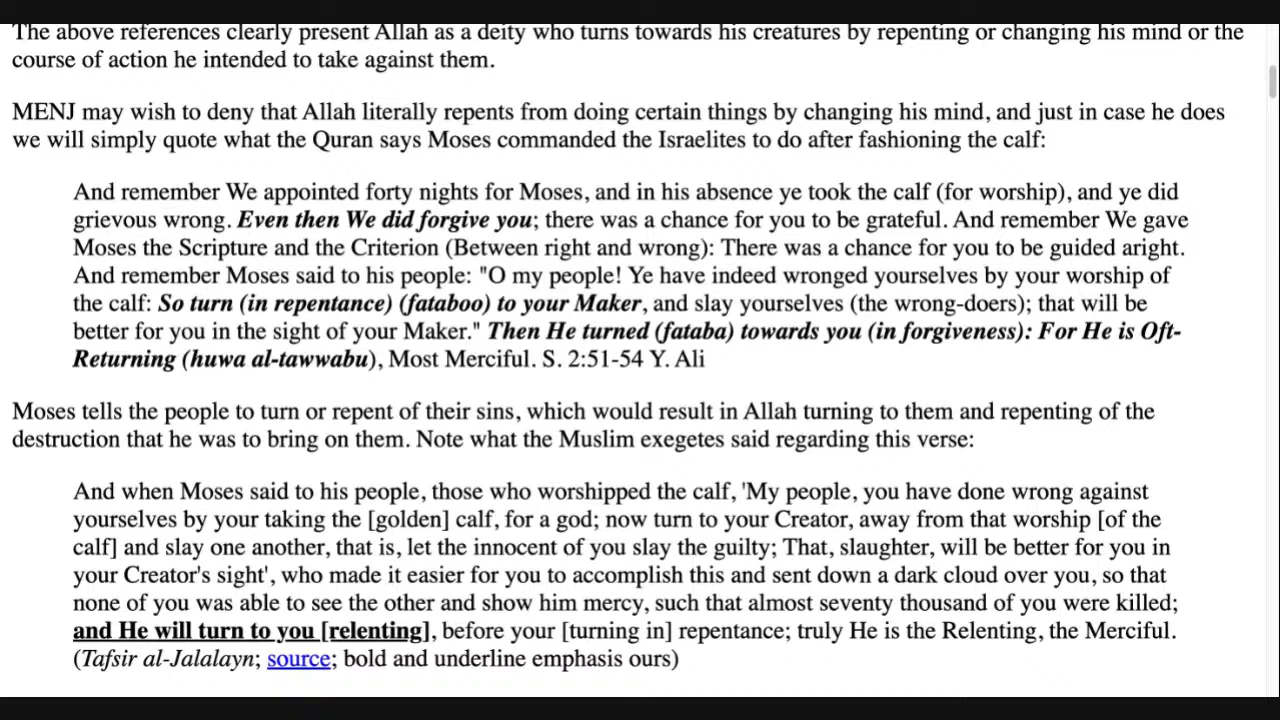 The above references clearly present Allah as a deity who turns towards his creatures by repenting or changing his mind or the
course of action he intended to take against them.
MENJ may wish to deny that Allah literally repents from doing certain things by changing his mind, and just in case he does
we will simply quote what the Quran says Moses commanded the Israelites to do after fashioning the calf:
And remember We appointed forty nights for Moses, and in his absence ye took the calf (for worship), and ye did
grievous wrong. Even then We did forgive you; there was a chance for you to be grateful. And remember We gave
Moses the Scripture and the Criterion (Between right and wrong): There was a chance for you to be guided aright.
And remember Moses said to his people: "O my people! Ye have indeed wronged yourselves by your worship of
the calf: So turn (in repentance) (fataboo) to your Maker, and slay yourselves (the wrong-doers); that will be
better for you in the sight of your Maker." Then He turned (fataba) towards you (in forgiveness): For He is Oft-
Returning (huwa al-tawwabu), Most Merciful. S. 2:51-54 Y. Ali
Moses tells the people to turn or repent of their sins, which would result in Allah turning to them and repenting of the
destruction that he was to bring on them. Note what the Muslim exegetes said regarding this verse:
And when Moses said to his people, those who worshipped the calf, 'My people, you have done wrong against
yourselves by your taking the [golden] calf, for a god; now turn to your Creator, away from that worship [of the
calf] and slay one another, that is, let the innocent of you slay the guilty; That, slaughter, will be better for you in
your Creator's sight', who made it easier for you to accomplish this and sent down a dark cloud over you, so that
none of you was able to see the other and show him mercy, such that almost seventy thousand of you were killed;
and He will turn to you [relenting], before your [turning in] repentance; truly He is the Relenting, the Merciful.
(Tafsir al-Jalalayn; source; bold and underline emphasis ours)